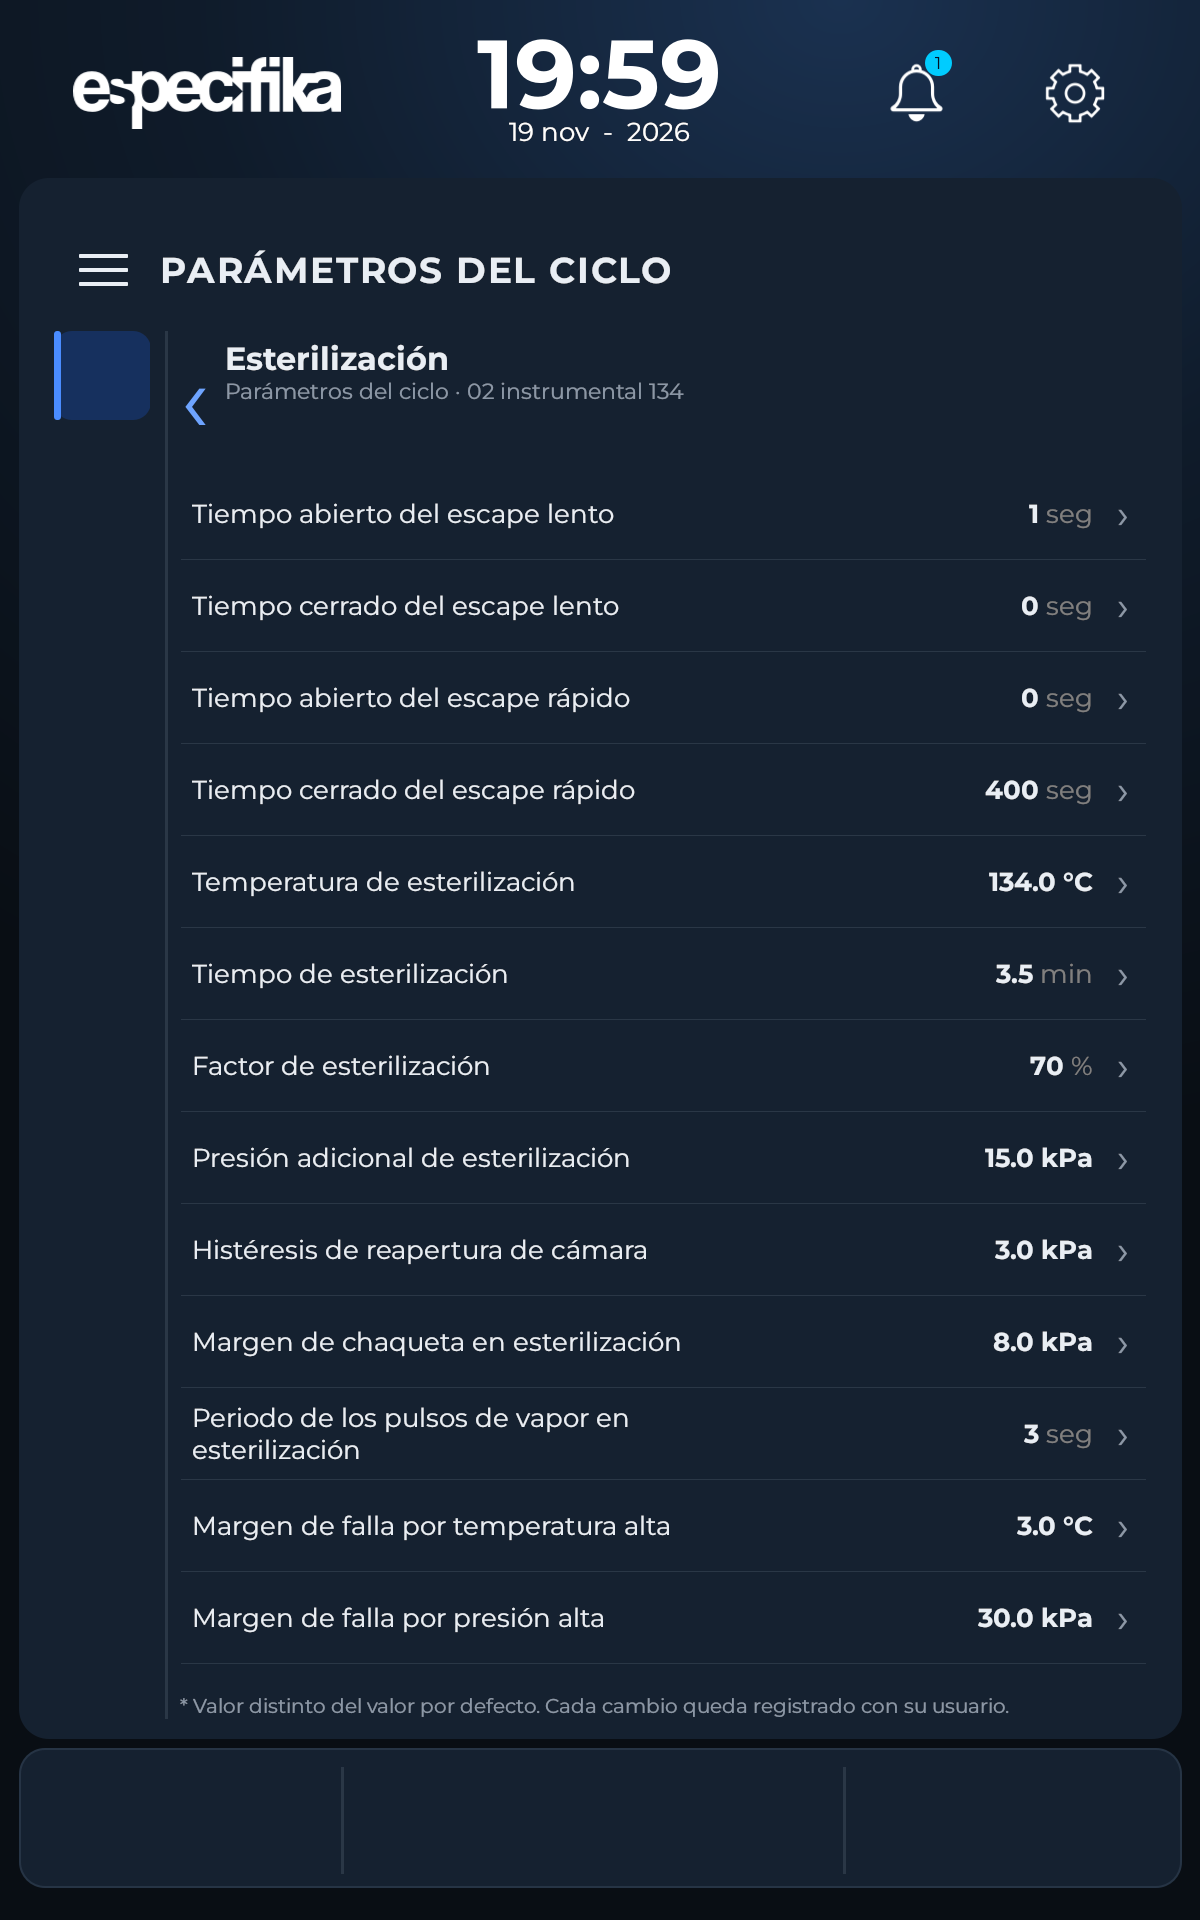 especifika
19:59
19 nov - 2026
1
PARÁMETROS DEL CICLO
Esterilización
Parámetros del ciclo · 02 instrumental 134
Tiempo abierto del escape lento 1 seg
Tiempo cerrado del escape lento 0 seg
Tiempo abierto del escape rápido 0 seg
Tiempo cerrado del escape rápido 400 seg
Temperatura de esterilización 134.0 °C
Tiempo de esterilización 3.5 min
Factor de esterilización 70 %
Presión adicional de esterilización 15.0 kPa
Histéresis de reapertura de cámara 3.0 kPa
Margen de chaqueta en esterilización 8.0 kPa
Periodo de los pulsos de vapor en
esterilización 3 seg
Margen de falla por temperatura alta 3.0 °C
Margen de falla por presión alta 30.0 kPa
* Valor distinto del valor por defecto. Cada cambio queda registrado con su usuario.